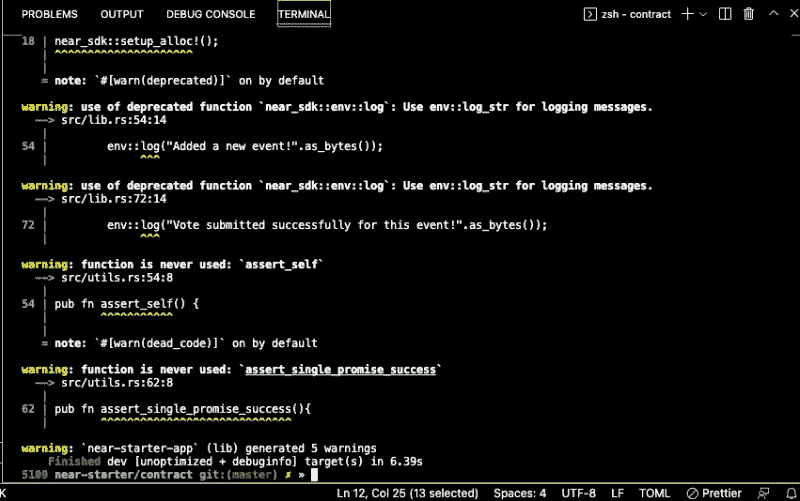 PROBLEMS OUTPUT DEBUG CONSOLE TERMINAL zsh - contract
18 | near_sdk::setup_alloc!();
| ^^^^^^^^^^^^^^^^^^^^^^^^^
|
= note: `#[warn(deprecated)]` on by default
warning: use of deprecated function `near_sdk::env::log`: Use env::log_str for logging messages.
--> src/lib.rs:54:14
|
54 | env::log("Added a new event!".as_bytes());
| ^^^
warning: use of deprecated function `near_sdk::env::log`: Use env::log_str for logging messages.
--> src/lib.rs:72:14
|
72 | env::log("Vote submitted successfully for this event!".as_bytes());
| ^^^
warning: function is never used: `assert_self`
--> src/utils.rs:54:8
|
54 | pub fn assert_self() {
| ^^^^^^^^^^^
|
= note: `#[warn(dead_code)]` on by default
warning: function is never used: `assert_single_promise_success`
--> src/utils.rs:62:8
|
62 | pub fn assert_single_promise_success(){
| ^^^^^^^^^^^^^^^^^^^^^^^^^^^^^
warning: `near-starter-app` (lib) generated 5 warnings
Finished dev [unoptimized + debuginfo] target(s) in 6.39s
5109 near-starter/contract git:(master) ✗ »
K Ln 12, Col 25 (13 selected) Spaces: 4 UTF-8 LF TOML Prettier